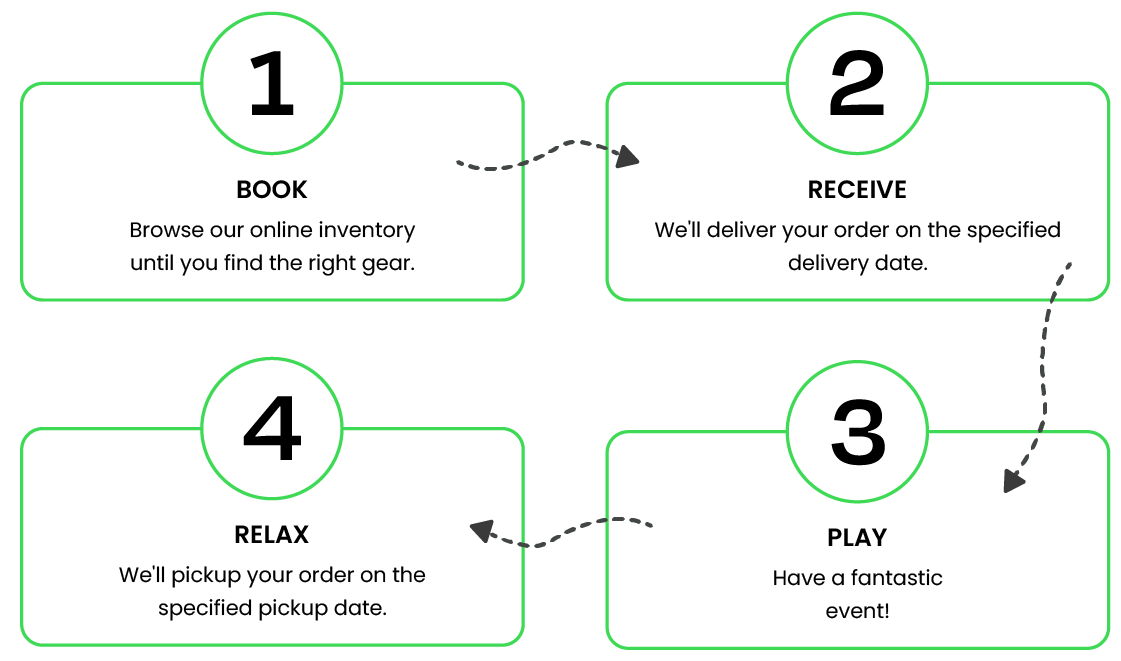 1
BOOK
Browse our online inventory
until you find the right gear.
2
RECEIVE
We'll deliver your order on the specified
delivery date.
3
PLAY
Have a fantastic
event!
4
RELAX
We'll pickup your order on the
specified pickup date.